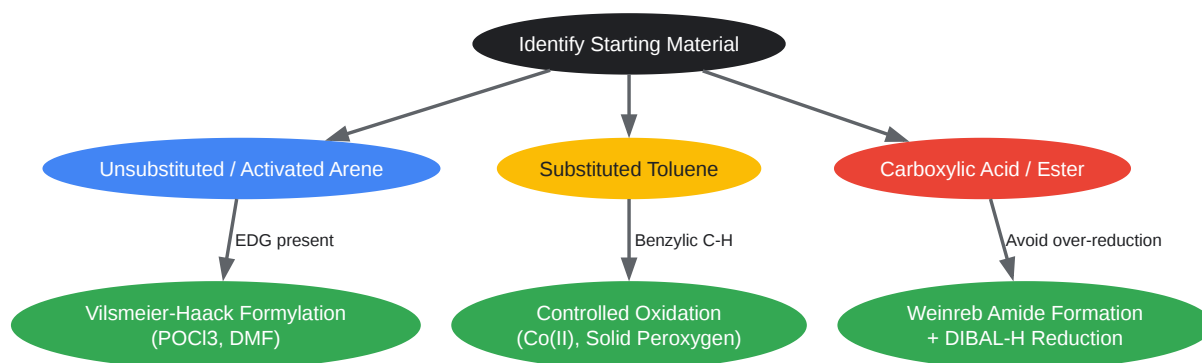 Identify Starting Material
Unsubstituted / Activated Arene
Substituted Toluene
Carboxylic Acid / Ester
EDG present
Benzylic C-H
Avoid over-reduction
Vilsmeier-Haack Formylation
(POCl3, DMF)
Controlled Oxidation
(Co(II), Solid Peroxygen)
Weinreb Amide Formation
+ DIBAL-H Reduction